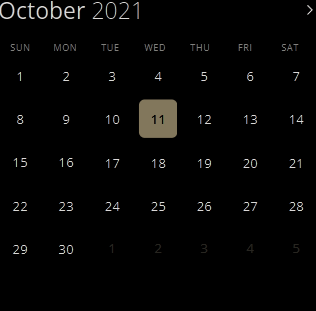 October 2021
SUN MON TUE WED THU FRI SAT
1 2 3 4 5 6 7
8 9 10 11 12 13 14
15 16 17 18 19 20 21
22 23 24 25 26 27 28
29 30 1 2 3 4 5